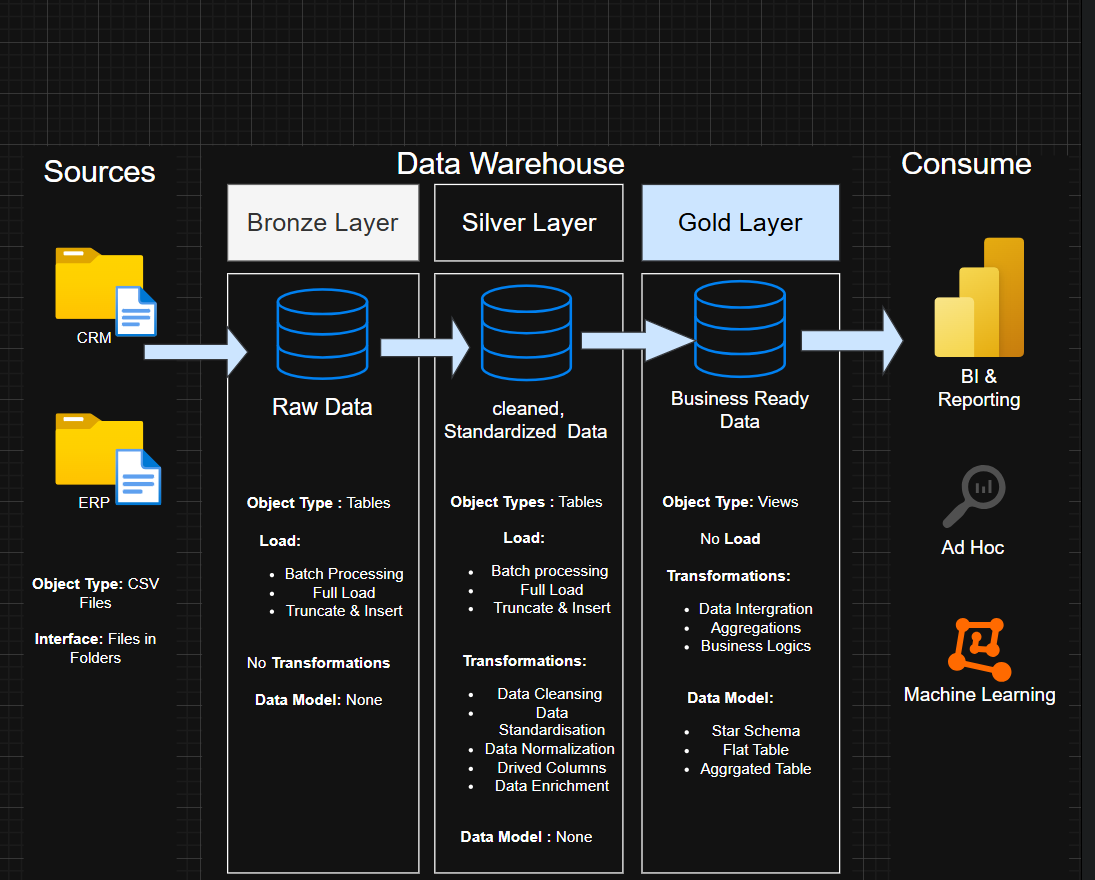 Sources
CRM
ERP
Object Type: CSV
Files
Interface: Files in
Folders
Data Warehouse
Bronze Layer
Raw Data
Object Type : Tables
Load:
Batch Processing
Full Load
Truncate & Insert
No Transformations
Data Model: None
Silver Layer
cleaned,
Standardized Data
Object Types : Tables
Load:
Batch processing
Full Load
Truncate & Insert
Transformations:
Data Cleansing
Data
Standardisation
Data Normalization
Drived Columns
Data Enrichment
Data Model : None
Gold Layer
Business Ready
Data
Object Type: Views
No Load
Transformations:
Data Intergration
Aggregations
Business Logics
Data Model:
Star Schema
Flat Table
Aggrgated Table
Consume
BI &
Reporting
Ad Hoc
Machine Learning